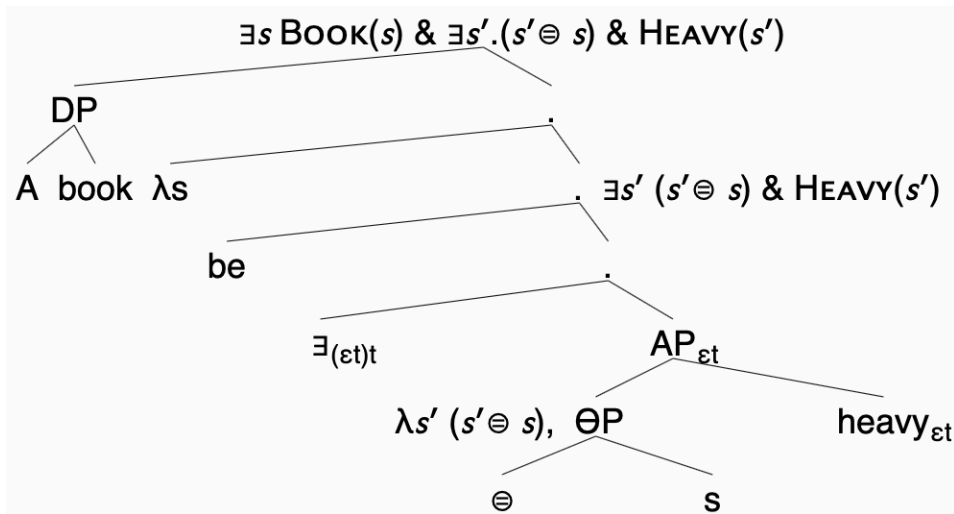 ∃s BOOK(s) & ∃s′.(s′⊜ s) & HEAVY(s′)
DP .
A book λs . ∃s′ (s′⊜ s) & HEAVY(s′)
be .
∃(εt)t APεt
λs′ (s′⊜ s), ϴP heavyεt
⊜ s